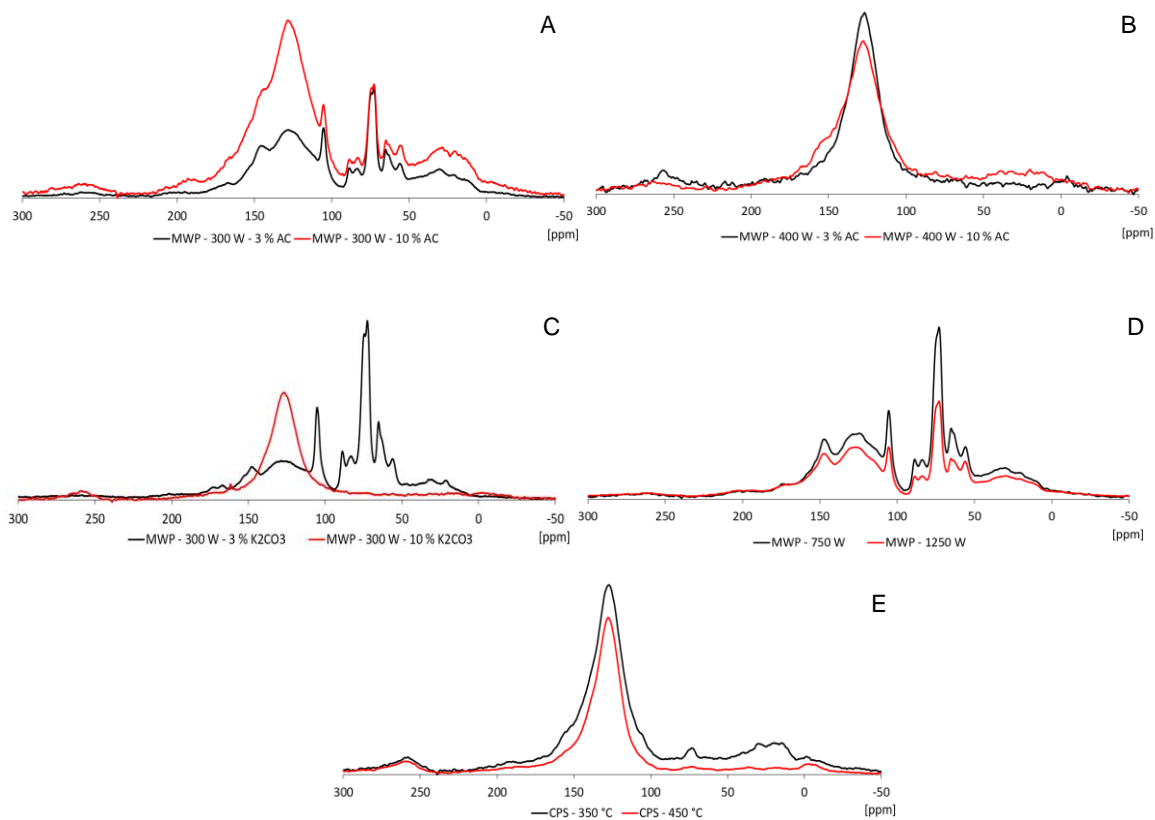 A
300 250 200 150 100 50 0 -50
[ppm]
MWP - 300 W - 3 % AC MWP - 300 W - 10 % AC
B
300 250 200 150 100 50 0 -50
[ppm]
MWP - 400 W - 3 % AC MWP - 400 W - 10 % AC
C
300 250 200 150 100 50 0 -50
[ppm]
MWP - 300 W - 3 % K2CO3 MWP - 300 W - 10 % K2CO3
D
300 250 200 150 100 50 0 -50
[ppm]
MWP - 750 W MWP - 1250 W
E
300 250 200 150 100 50 0 -50
[ppm]
CPS - 350 °C CPS - 450 °C